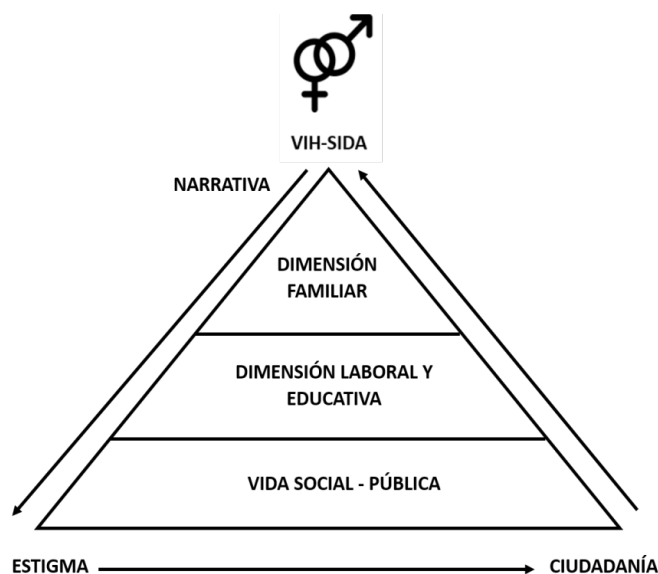 VIH-SIDA
NARRATIVA
DIMENSIÓN
FAMILIAR
DIMENSIÓN LABORAL Y
EDUCATIVA
VIDA SOCIAL - PÚBLICA
ESTIGMA
CIUDADANÍA